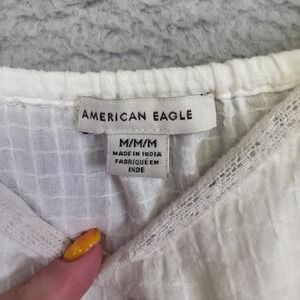 AMERICAN EAGLE
M/M/M
MADE IN INDIA
FABRIQUE EN
INDE